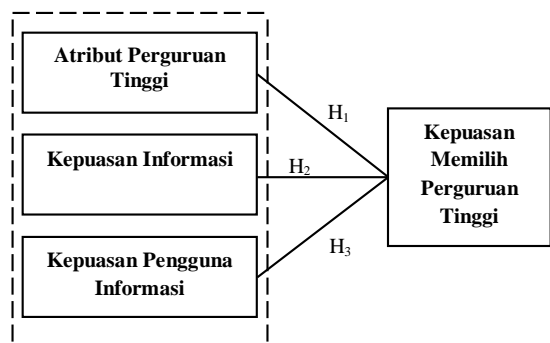 Atribut Perguruan
Tinggi
H₁
Kepuasan Informasi
H₂
Kepuasan
Memilih
Perguruan
Tinggi
Kepuasan Pengguna
Informasi
H₃